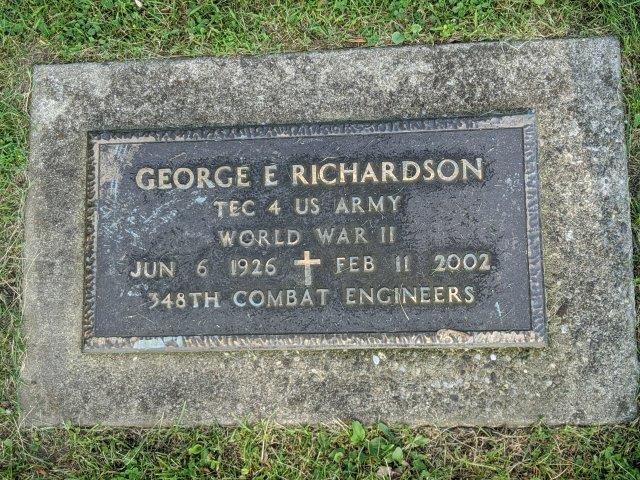 GEORGE E RICHARDSON
TEC 4 US ARMY
WORLD WAR II
JUN 6 1926 FEB 11 2002
348TH COMBAT ENGINEERS